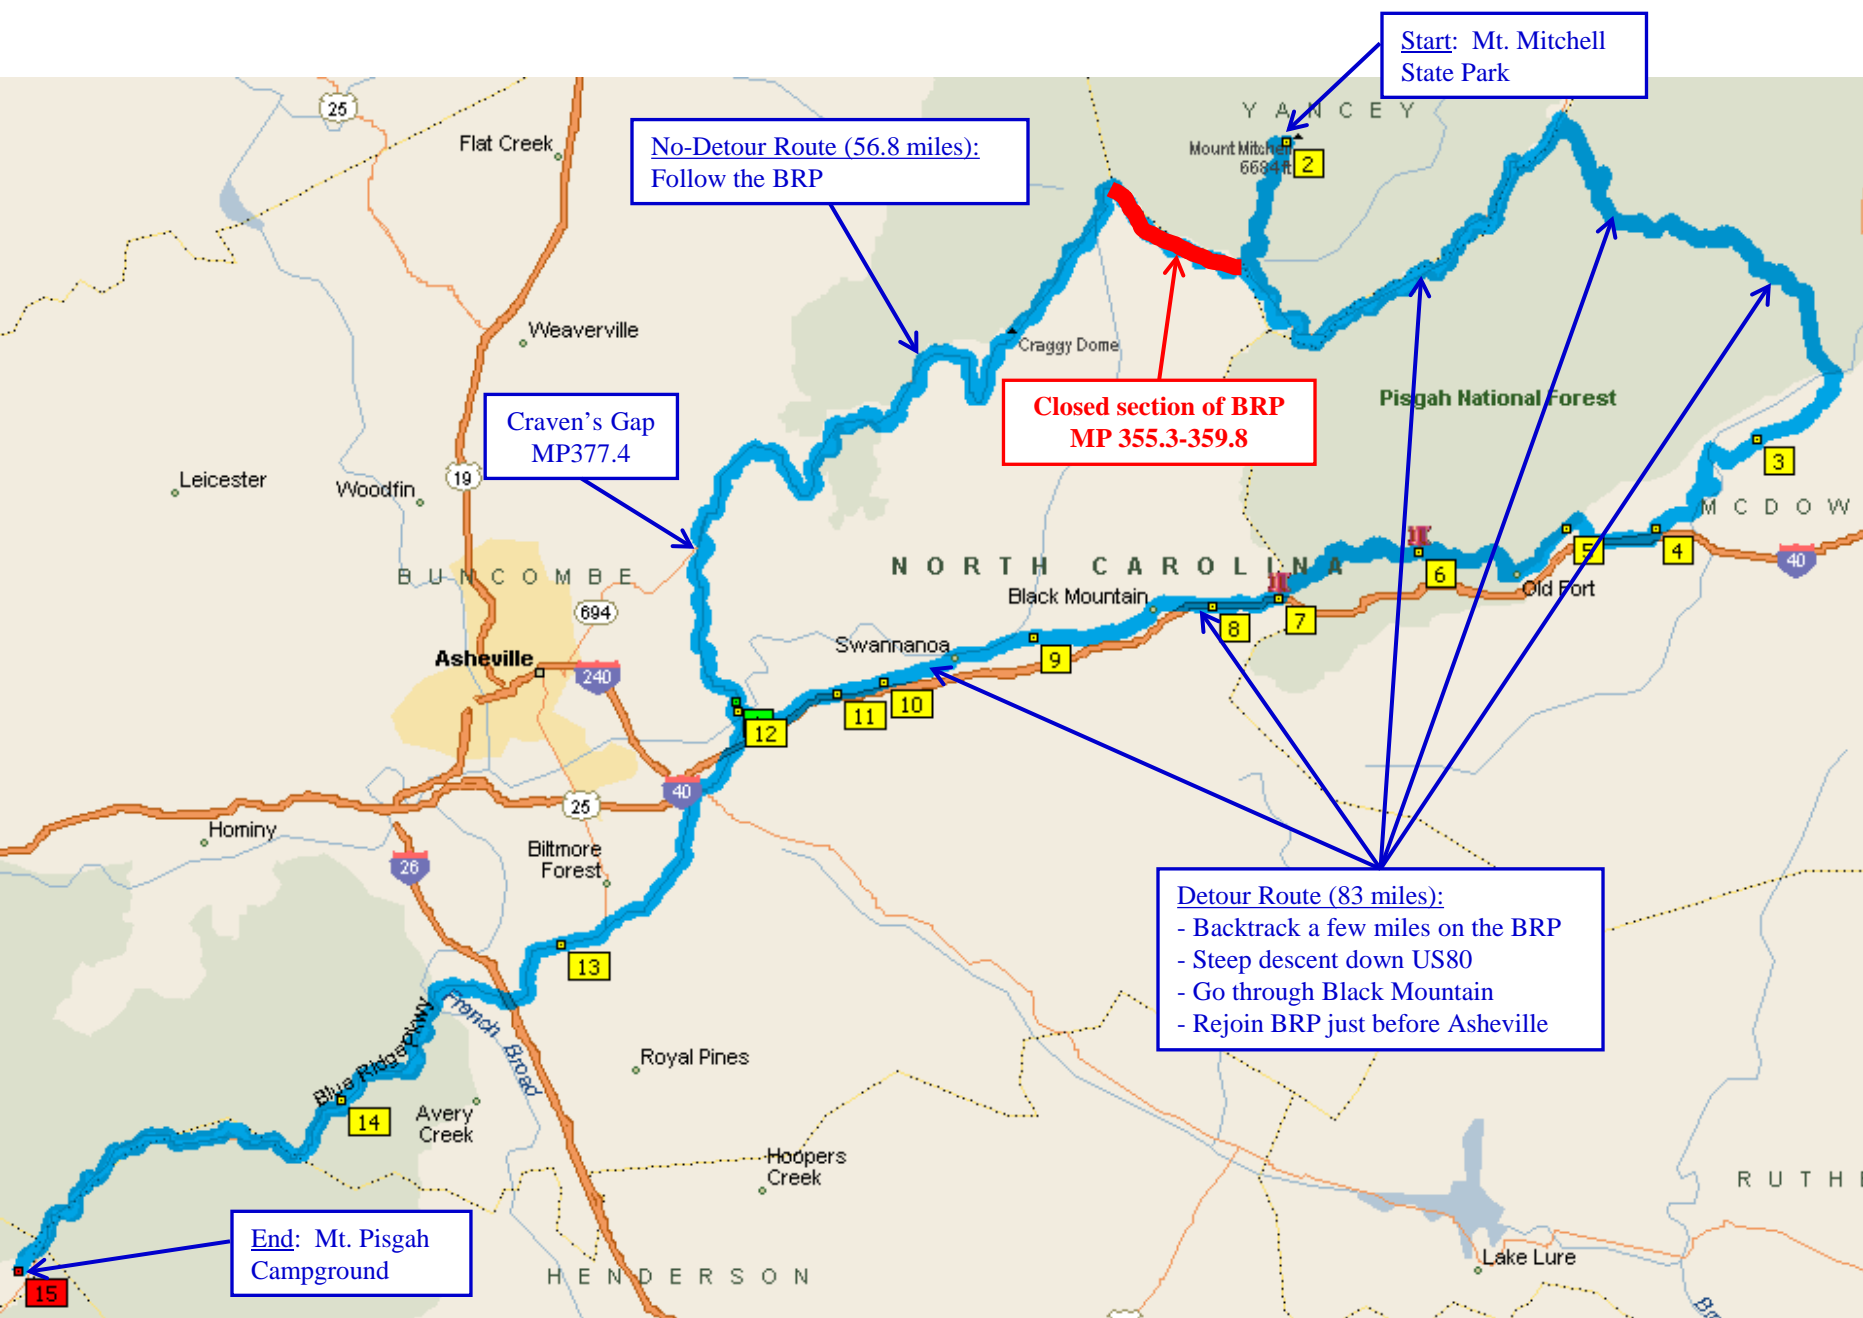 Start:  Mt. Mitchell
State Park
25
Flat Creek
No-Detour Route (56.8 miles):
Follow the BRP
YANCEY
Mount Mitchell
6684 ft
2
Weaverville
Craggy Dome
Closed section of BRP
MP 355.3-359.8
Pisgah National Forest
Craven's Gap
MP377.4
Leicester
Woodfin
19
3
MCDOW
BUNCOMBE
NORTH CAROLINA
4
5
40
6
Old Fort
694
Black Mountain
7
8
Swannanoa
9
Asheville
240
10
11
12
40
25
Hominy
26
Biltmore
Forest
Detour Route (83 miles):
- Backtrack a few miles on the BRP
- Steep descent down US80
- Go through Black Mountain
- Rejoin BRP just before Asheville
13
French Broad
Blue Ridge Pkwy
Royal Pines
14
Avery
Creek
Hoopers
Creek
RUTHE
End:  Mt. Pisgah
Campground
15
HENDERSON
Lake Lure